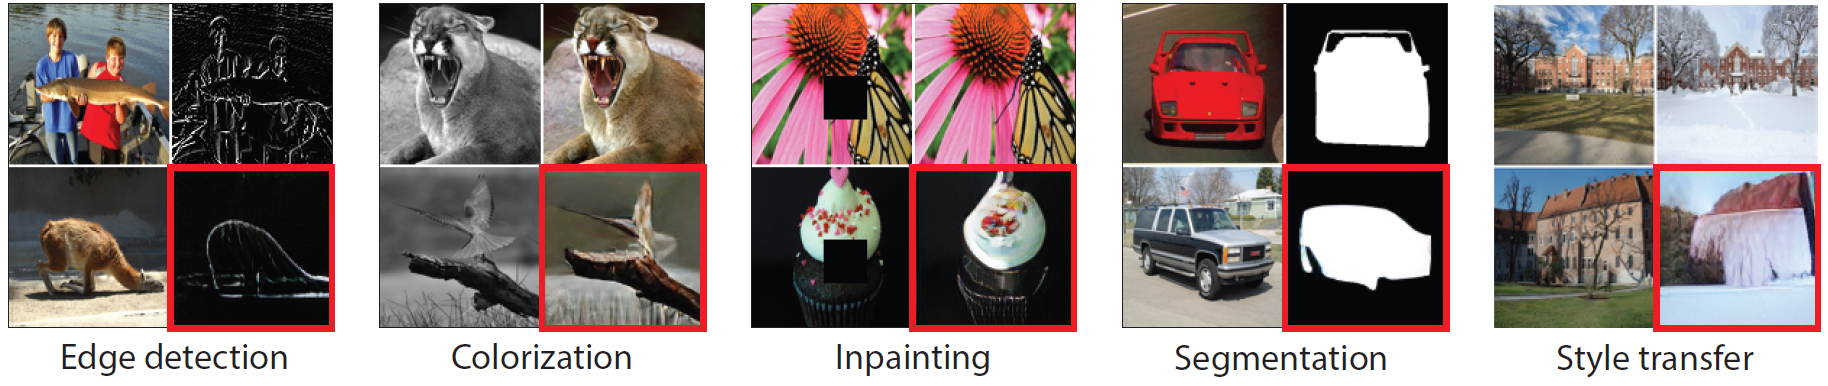 Edge detection
Colorization
Inpainting
Segmentation
Style transfer